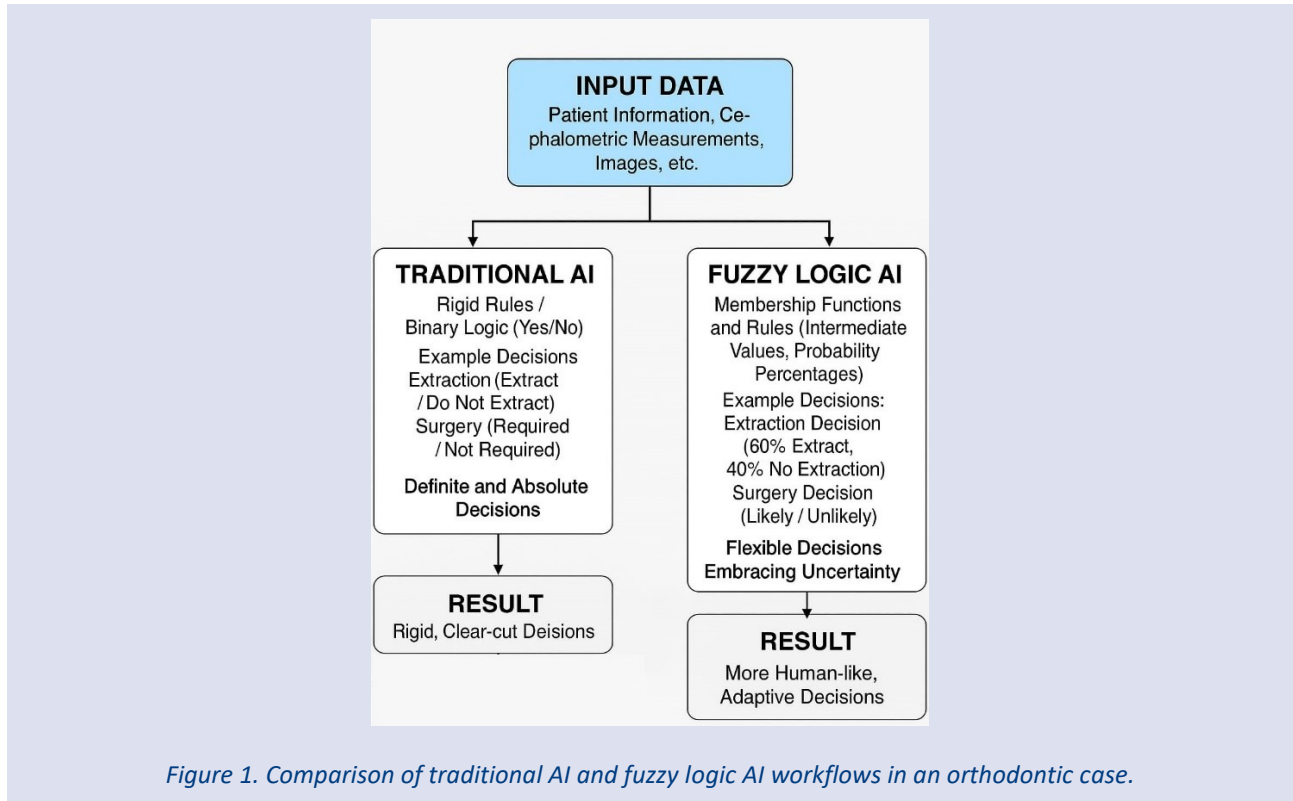 INPUT DATA
Patient Information, Ce-
phalometric Measurements,
Images, etc.
TRADITIONAL AI
Rigid Rules /
Binary Logic (Yes/No)
Example Decisions
Extraction (Extract
/ Do Not Extract)
Surgery (Required
/ Not Required)
Definite and Absolute
Decisions
RESULT
Rigid, Clear-cut Deisions
FUZZY LOGIC AI
Membership Functions
and Rules (Intermediate
Values, Probability
Percentages)
Example Decisions:
Extraction Decision
(60% Extract,
40% No Extraction)
Surgery Decision
(Likely / Unlikely)
Flexible Decisions
Embracing Uncertainty
RESULT
More Human-like,
Adaptive Decisions
Figure 1. Comparison of traditional AI and fuzzy logic AI workflows in an orthodontic case.